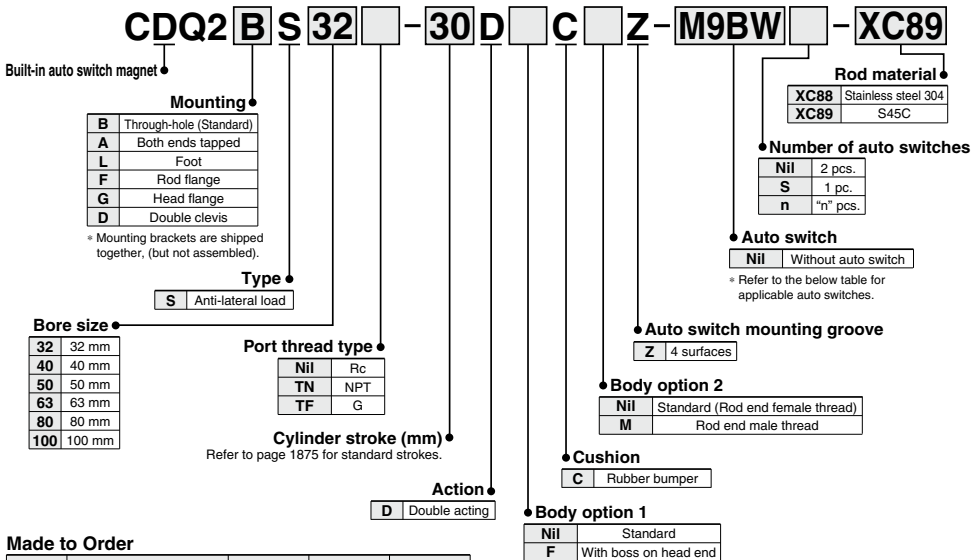 CDQ2 B S 32 - 30 D C Z - M9BW - XC89
Built-in auto switch magnet
Rod material
XC88 Stainless steel 304
XC89 S45C
Mounting
B Through-hole (Standard)
A Both ends tapped
L Foot
F Rod flange
G Head flange
D Double clevis
* Mounting brackets are shipped
together, (but not assembled).
Number of auto switches
Nil 2 pcs.
S 1 pc.
n "n" pcs.
Auto switch
Nil Without auto switch
* Refer to the below table for
applicable auto switches.
Type
S Anti-lateral load
Bore size
32 32 mm
40 40 mm
50 50 mm
63 63 mm
80 80 mm
100 100 mm
Port thread type
Nil Rc
TN NPT
TF G
Auto switch mounting groove
Z 4 surfaces
Body option 2
Nil Standard (Rod end female thread)
M Rod end male thread
Cylinder stroke (mm)
Refer to page 1875 for standard strokes.
Cushion
C Rubber bumper
Action
D Double acting
Body option 1
Nil Standard
F With boss on head end
Made to Order